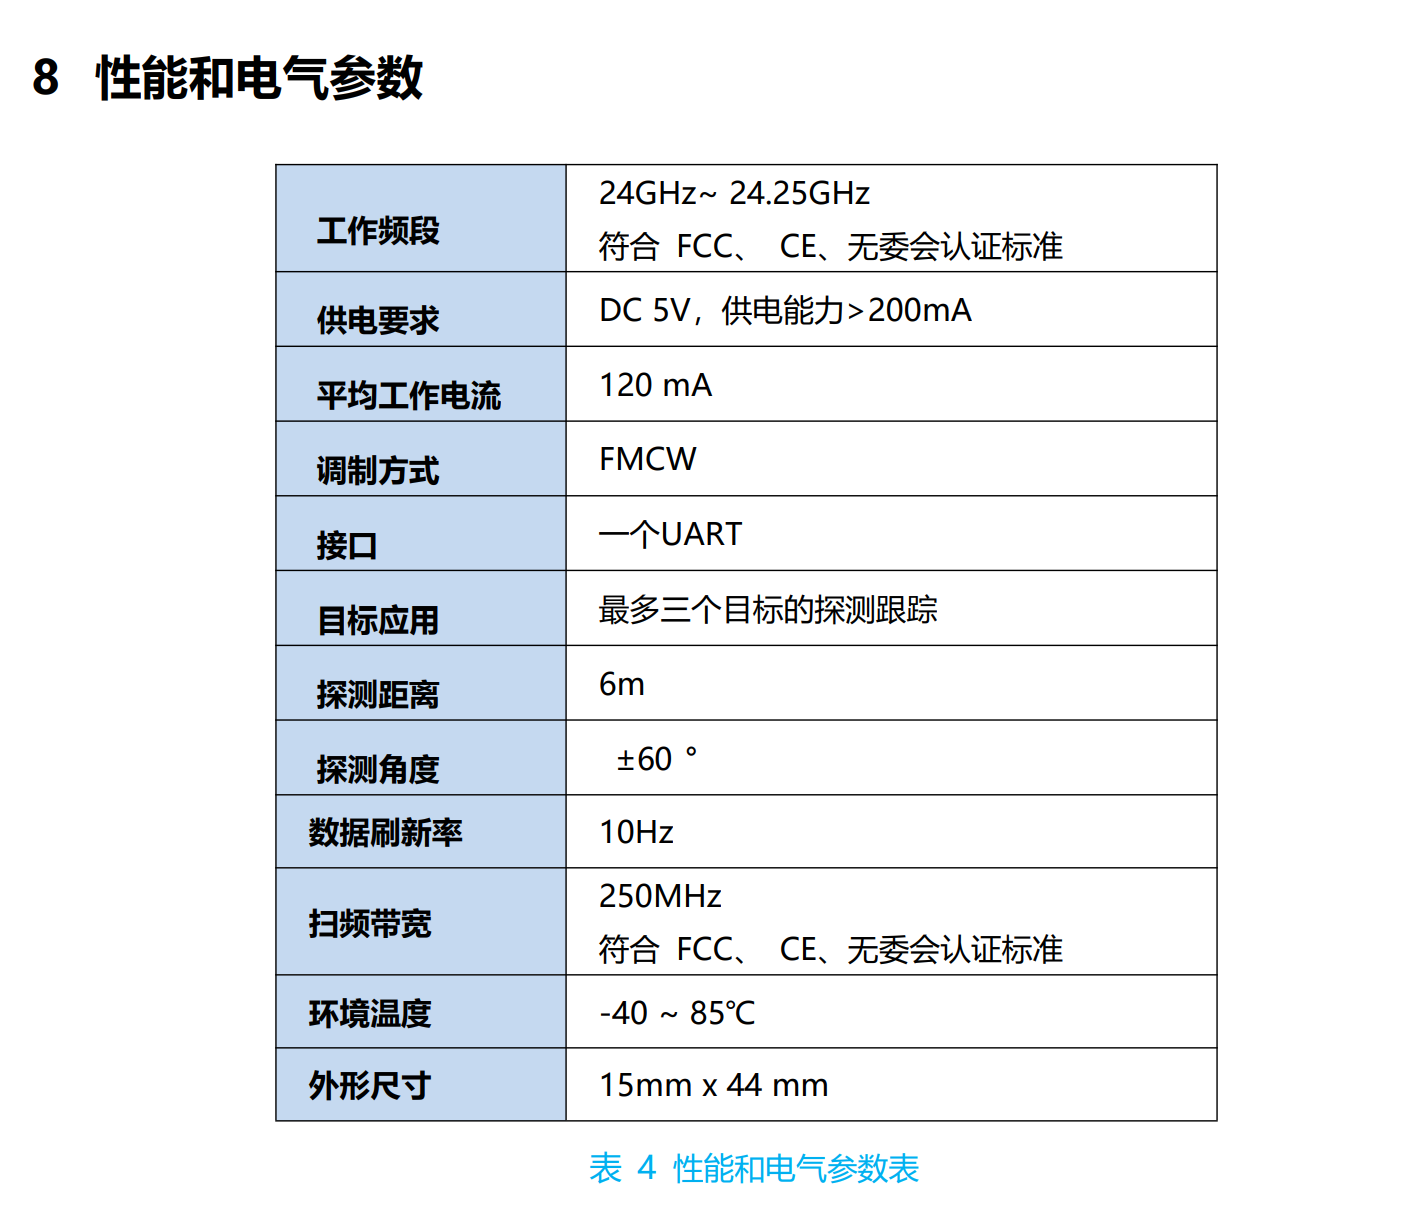 8 性能和电气参数
工作频段
24GHz~ 24.25GHz
符合 FCC、 CE、无委会认证标准
供电要求
DC 5V，供电能力>200mA
平均工作电流
120 mA
调制方式
FMCW
接口
一个UART
目标应用
最多三个目标的探测跟踪
探测距离
6m
探测角度
±60 °
数据刷新率
10Hz
扫频带宽
250MHz
符合 FCC、 CE、无委会认证标准
环境温度
-40 ~ 85℃
外形尺寸
15mm x 44 mm
表 4 性能和电气参数表